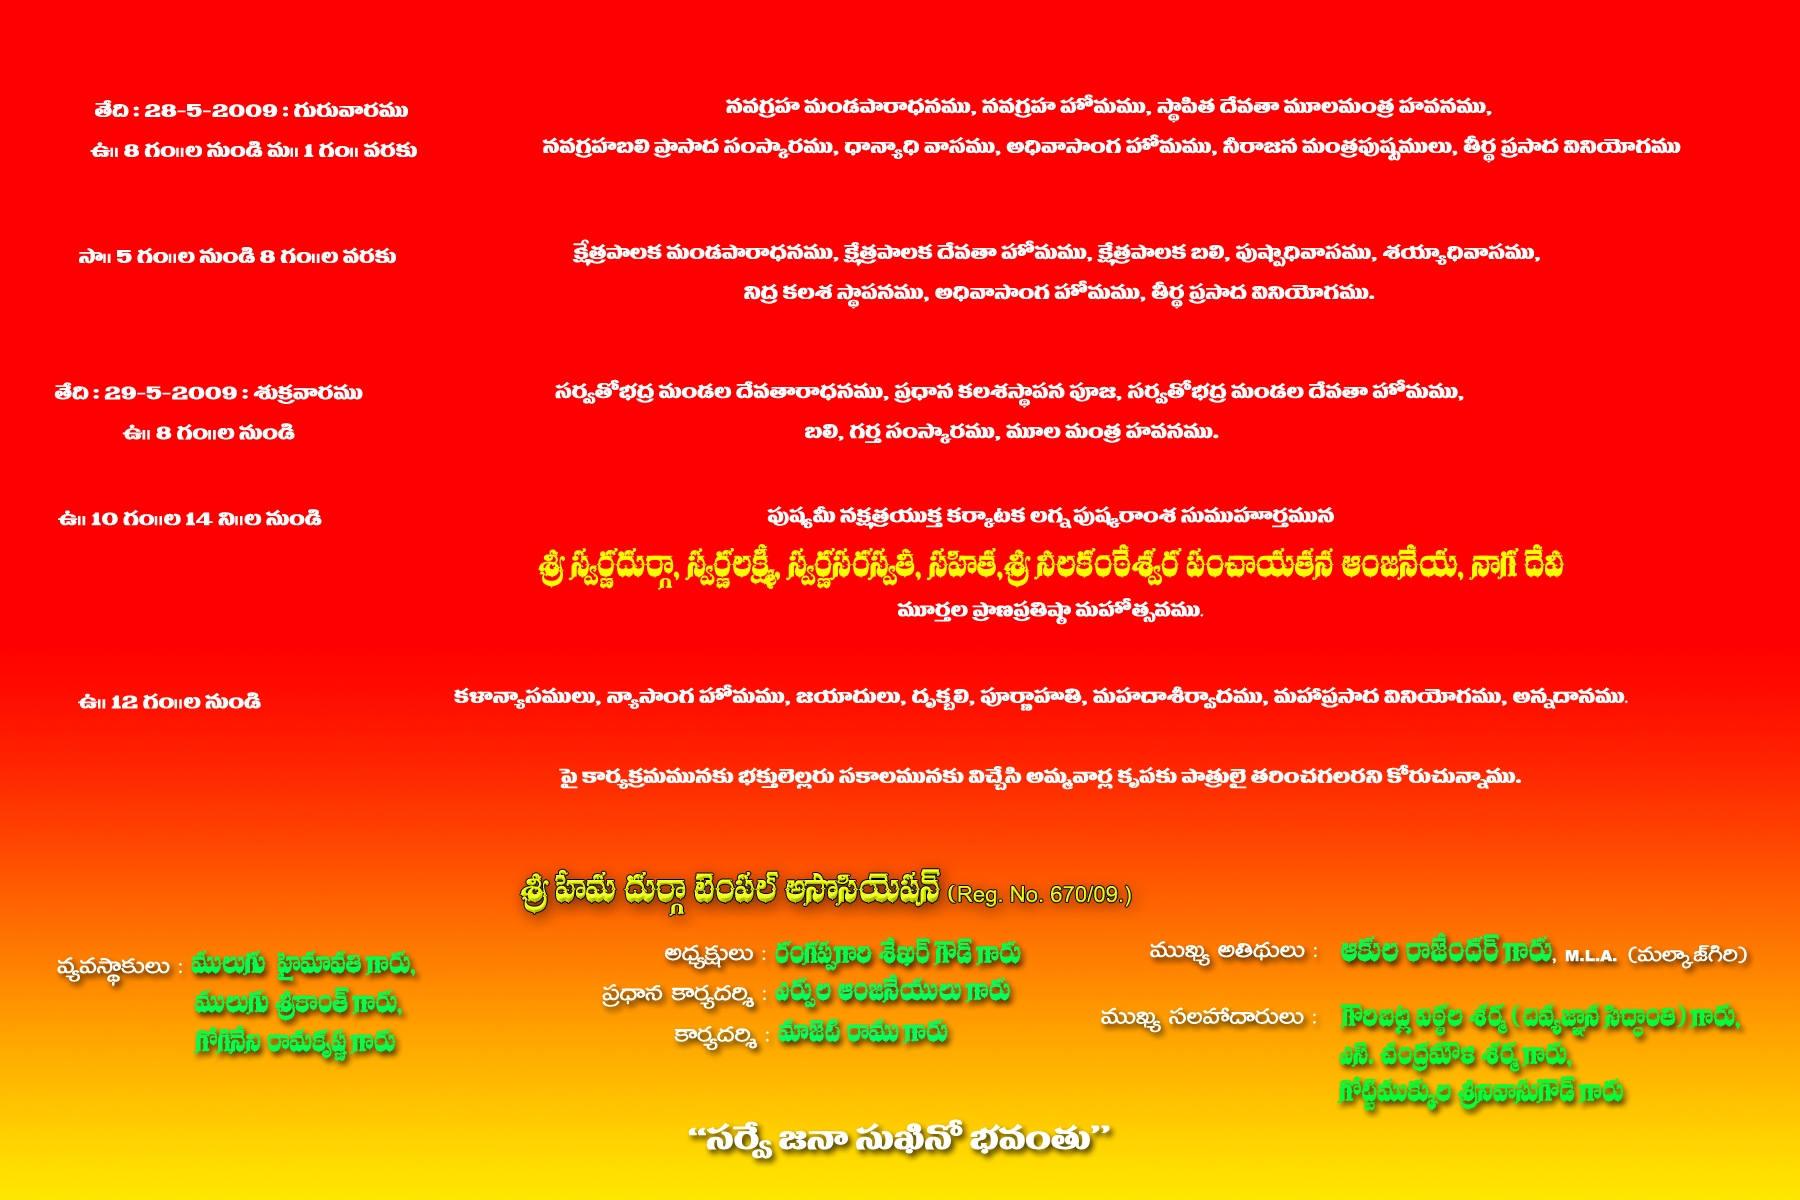 తేది : 28-5-2009 : గురువారము
ఉ॥ 8 గం॥ల నుండి మ॥ 1 గం॥ వరకు
నవగ్రహ మండపారాధనము, నవగ్రహ హోమము, స్థాపిత దేవతా మూలమంత్ర హవనము,
నవగ్రహబలి ప్రాసాద సంస్కారము, ధాన్యాధి వాసము, అధివాసాంగ హోమము, నీరాజన మంత్రపుష్పములు, తీర్థ ప్రసాద వినియోగము
సా॥ 5 గం॥ల నుండి 8 గం॥ల వరకు
క్షేత్రపాలక మండపారాధనము, క్షేత్రపాలక దేవతా హోమము, క్షేత్రపాలక బలి, పుష్పాధివాసము, శయ్యాధివాసము,
నిద్ర కలశ స్థాపనము, అధివాసాంగ హోమము, తీర్థ ప్రసాద వినియోగము.
తేది : 29-5-2009 : శుక్రవారము
ఉ॥ 8 గం॥ల నుండి
సర్వతోభద్ర మండల దేవతారాధనము, ప్రధాన కలశస్థాపన పూజ, సర్వతోభద్ర మండల దేవతా హోమము,
బలి, గర్త సంస్కారము, మూల మంత్ర హవనము.
ఉ॥ 10 గం॥ల 14 ని॥ల నుండి
పుష్యమీ నక్షత్రయుక్త కర్కాటక లగ్న పుష్కరాంశ సుముహూర్తమున
శ్రీ స్వర్ణదుర్గా, స్వర్ణలక్ష్మీ, స్వర్ణసరస్వతీ, సహిత,శ్రీ నీలకంఠేశ్వర పంచాయతన ఆంజనేయ, నాగ దేవీ
మూర్తల ప్రాణప్రతిష్ఠా మహోత్సవము.
ఉ॥ 12 గం॥ల నుండి
కళాన్యాసములు, న్యాసాంగ హోమము, జయాదులు, దృక్బలి, పూర్ణాహతి, మహదాశీర్వాదము, మహాప్రసాద వినియోగము, అన్నదానము.
పై కార్యక్రమమునకు భక్తులెల్లరు సకాలమునకు విచ్చేసి అమ్మవార్ల కృపకు పాత్రులై తరించగలరని కోరుచున్నాము.
శ్రీ హేమ దుర్గా టెంపల్ అసొసియెషన్ (Reg. No. 670/09.)
వ్యవస్థాకులు : ములుగు హైమావతి గారు,
ములుగు శ్రీకాంత్ గారు,
గోగినేని రామకృష్ణ గారు
అధ్యక్షులు : రంగప్పగారి శేఖర్ గౌడ్ గారు
ప్రధాన కార్యదర్శి : ఎర్పుల ఆంజనేయులు గారు
కార్యదర్శి : మాజెట్ రాము గారు
ముఖ్య అతిథులు : ఆకుల రాజేందర్ గారు, M.L.A. (మల్కాజ్‌గిరి)
ముఖ్య సలహాదారులు : గౌరిబట్ల విఠ్ఠల శర్మ (దివ్యజ్ఞాన సిద్ధాంతి) గారు,
ఎస్. చంద్రమౌళి శర్మ గారు,
గోట్టిముక్కుల శ్రీనివాసుగౌడ్ గారు
“సర్వే జనా సుఖినో భవంతు”